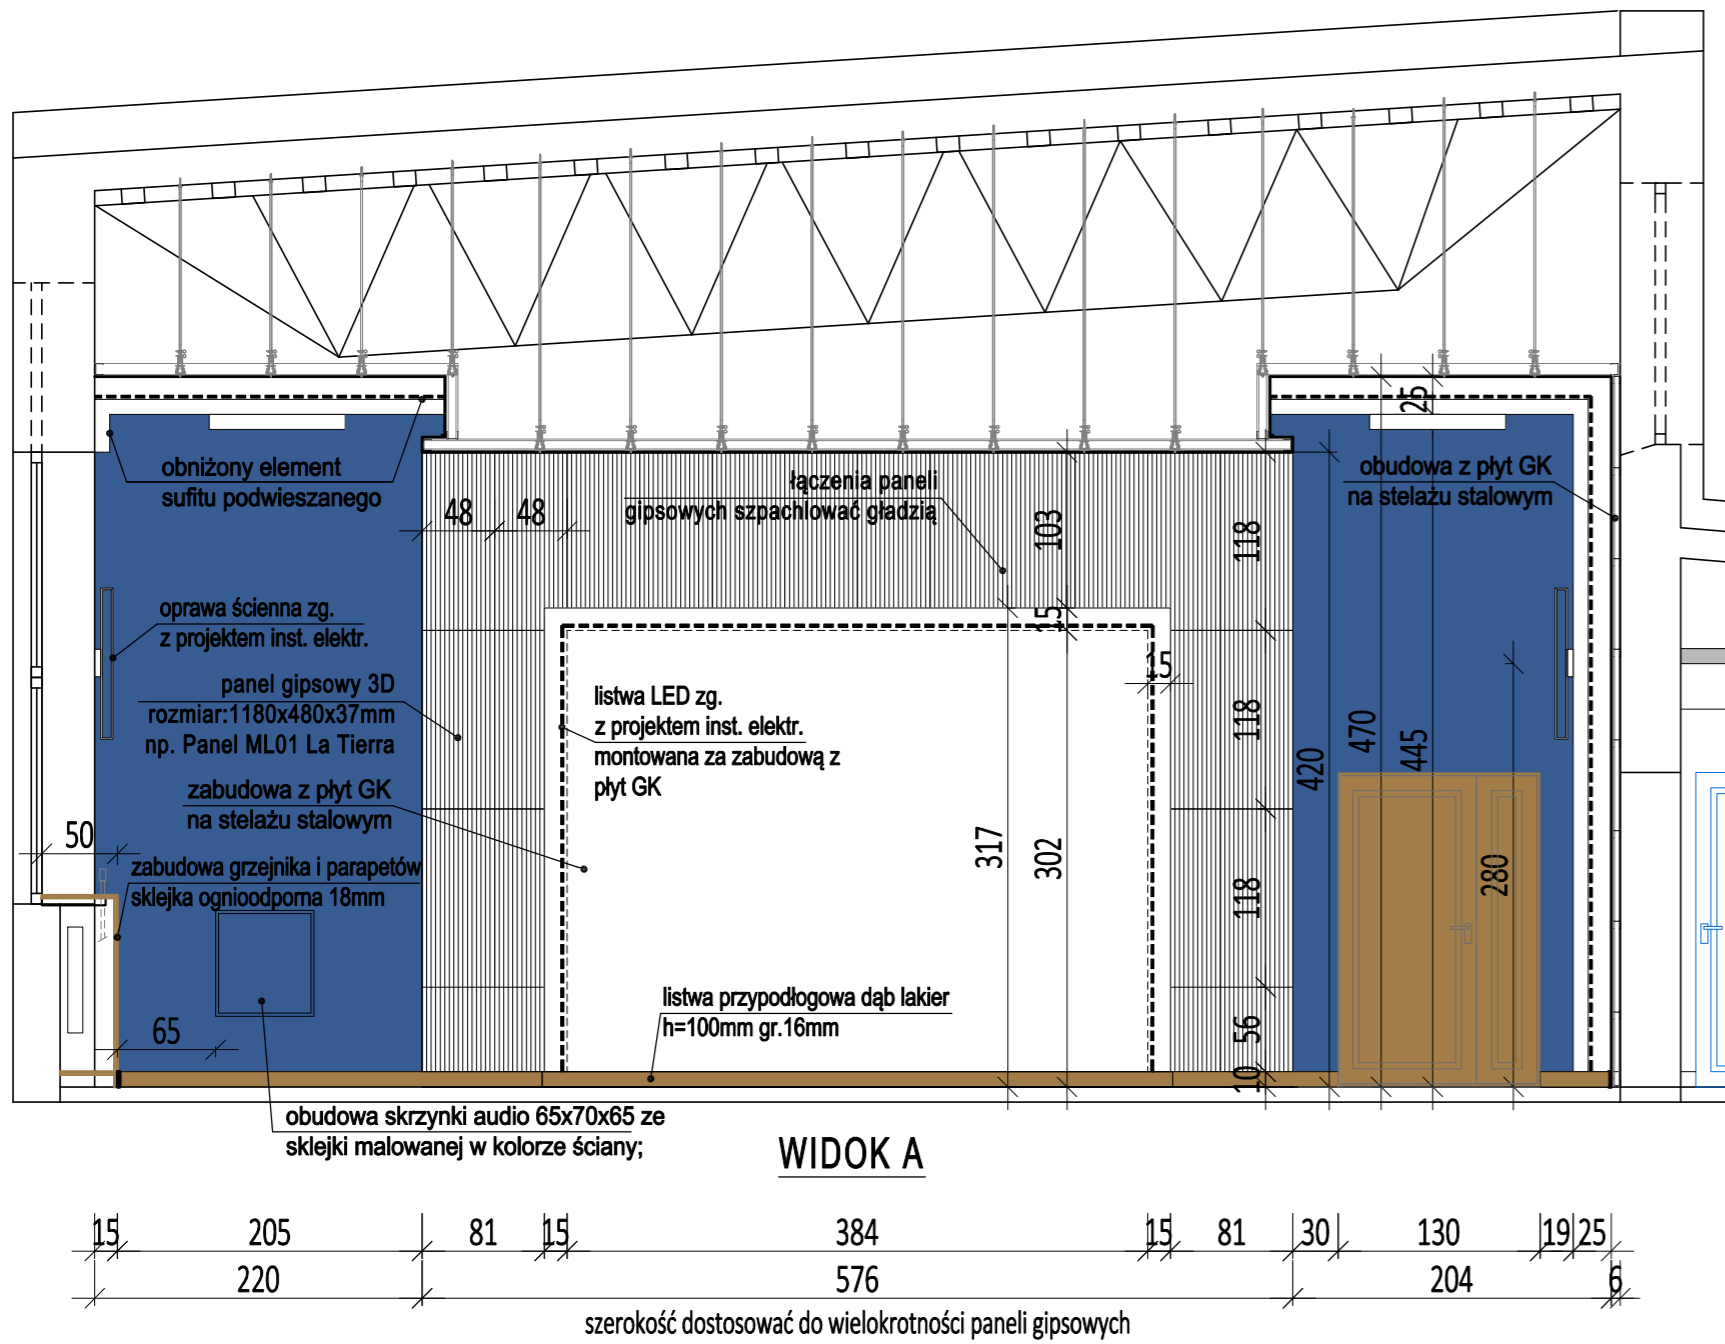 25
obniżony element
sufitu podwieszanego
48
48
łączenia paneli
gipsowych szpachlować gładzią
103
118
obudowa z płyt GK
na stelażu stalowym
oprawa ścienna zg.
z projektem inst. elektr.
15
15
panel gipsowy 3D
rozmiar:1180x480x37mm
np. Panel ML01 La Tierra
listwa LED zg.
z projektem inst. elektr.
montowana za zabudową z
płyt GK
118
420
470
445
zabudowa z płyt GK
na stelażu stalowym
50
zabudowa grzejnika i parapetów
sklejka ognioodporna 18mm
317
302
118
280
65
listwa przypodłogowa dąb lakier
h=100mm gr.16mm
56
10
obudowa skrzynki audio 65x70x65 ze
sklejki malowanej w kolorze ściany;
WIDOK A
15 205 81 15 384 15 81 30 130 19 25
220 576 204 6
szerokość dostosować do wielokrotności paneli gipsowych